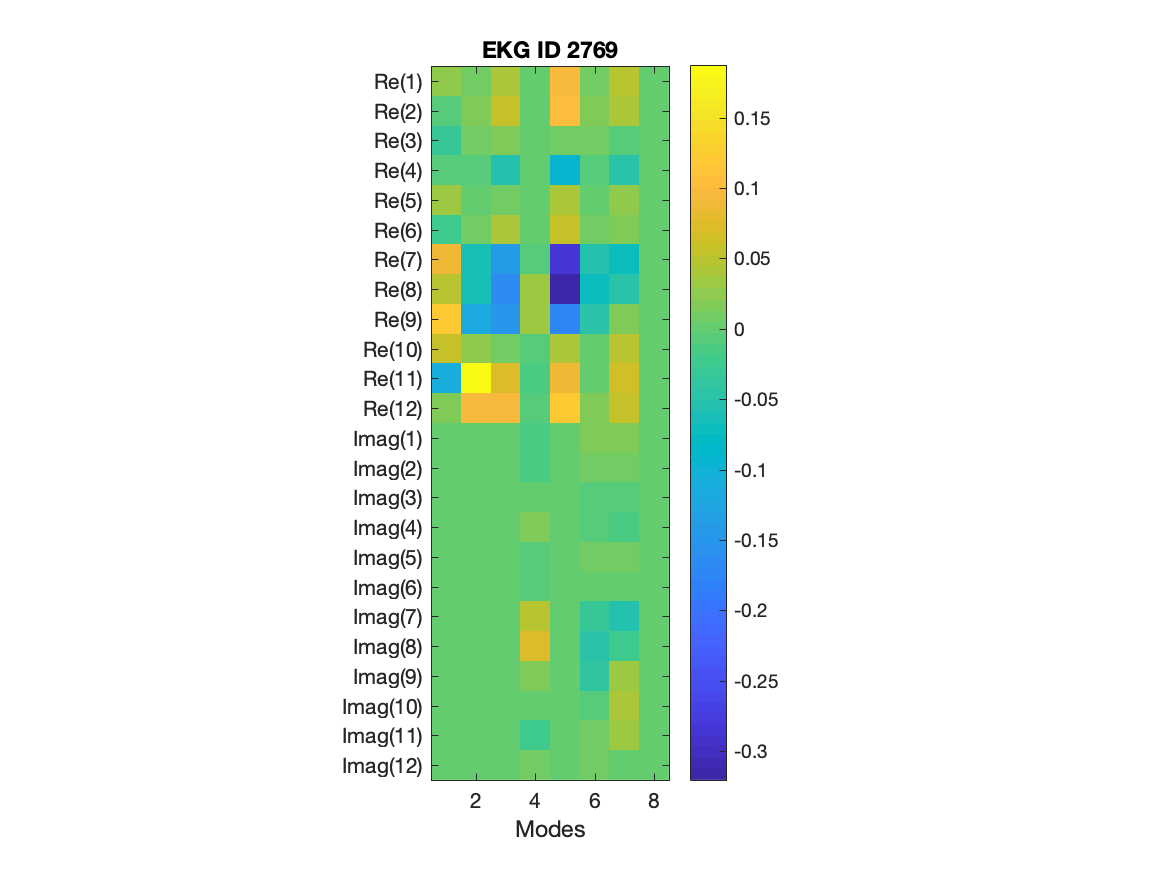 EKG ID 2769
Re(1)
Re(2)
Re(3)
Re(4)
Re(5)
Re(6)
Re(7)
Re(8)
Re(9)
Re(10)
Re(11)
Re(12)
Imag(1)
Imag(2)
Imag(3)
Imag(4)
Imag(5)
Imag(6)
Imag(7)
Imag(8)
Imag(9)
Imag(10)
Imag(11)
Imag(12)
2 4 6 8
Modes
0.15
0.1
0.05
0
-0.05
-0.1
-0.15
-0.2
-0.25
-0.3